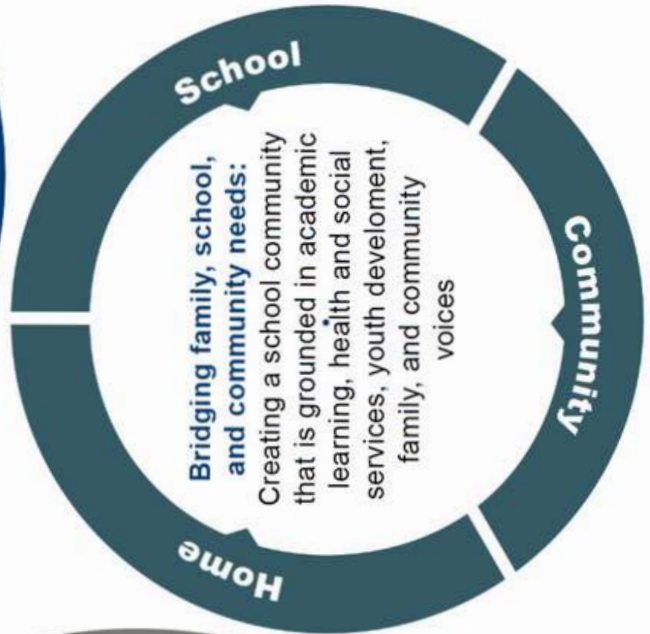 School
Bridging family, school,
and community needs:
Creating a school community
that is grounded in academic
learning, health and social
services, youth develoment,
family, and community
voices
Home
Community